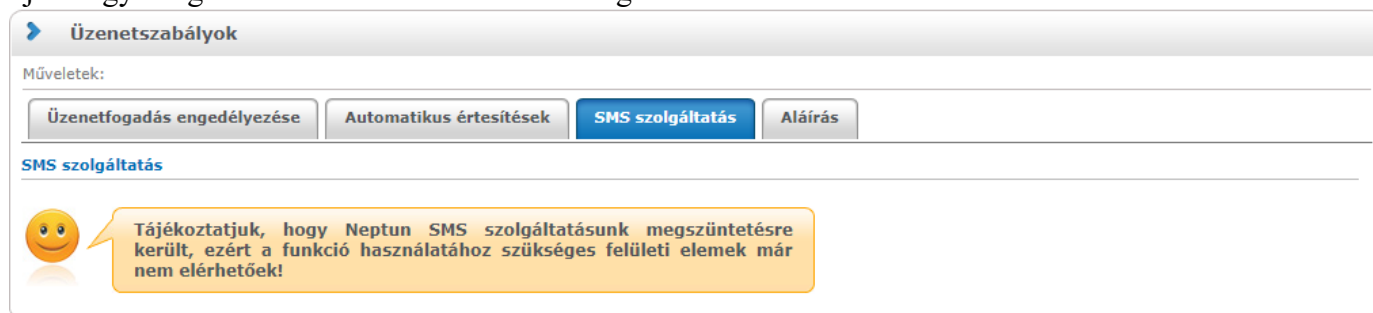 Üzenetszabályok
Műveletek:
Üzenetfogadás engedélyezése Automatikus értesítések SMS szolgáltatás Aláírás
SMS szolgáltatás
Tájékoztatjuk, hogy Neptun SMS szolgáltatásunk megszüntetésre
került, ezért a funkció használatához szükséges felületi elemek már
nem elérhetőek!